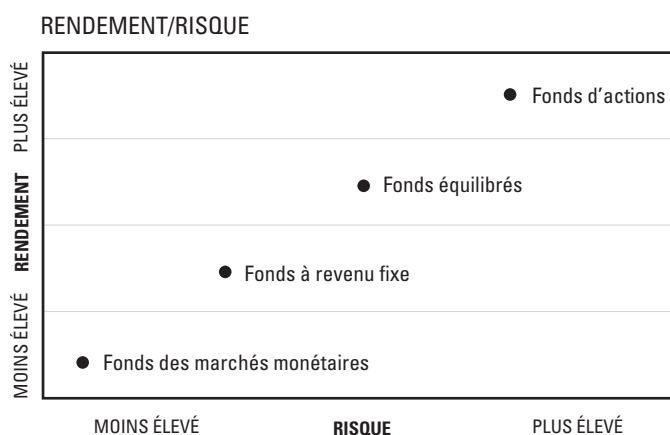 RENDEMENT/RISQUE
PLUS ÉLEVÉ
RENDEMENT
MOINS ÉLEVÉ
Fonds d’actions
Fonds équilibrés
Fonds à revenu fixe
Fonds des marchés monétaires
MOINS ÉLEVÉ RISQUE PLUS ÉLEVÉ